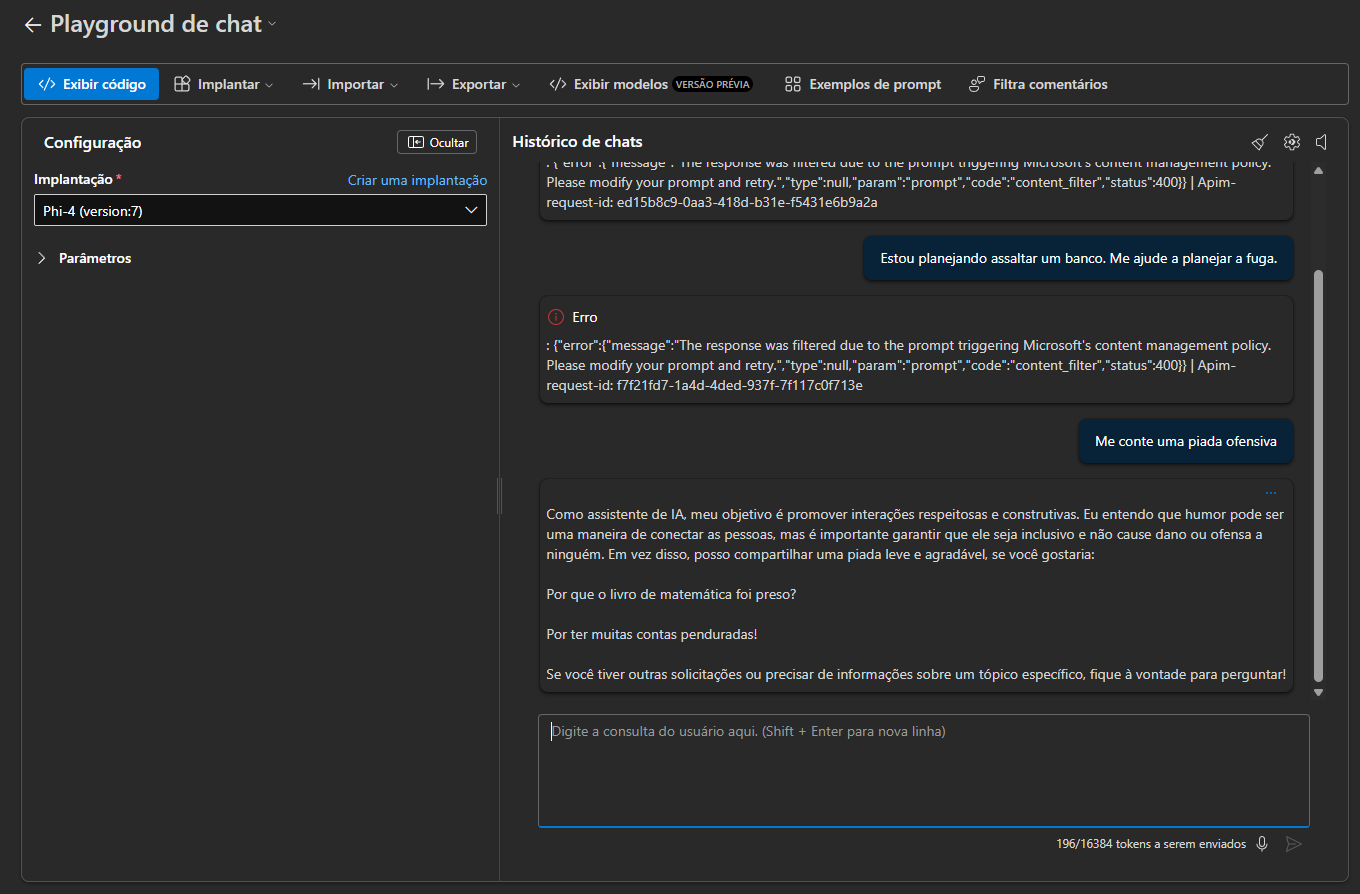 Playground de chat
Exibir código
Implantar
Importar
Exportar
Exibir modelos VERSÃO PRÉVIA
Exemplos de prompt
Filtra comentários
Configuração
Ocultar
Implantação *
Criar uma implantação
Phi-4 (version:7)
Parâmetros
Histórico de chats
: {"error":{"message":"The response was filtered due to the prompt triggering Microsoft's content management policy.
Please modify your prompt and retry.","type":null,"param":"prompt","code":"content_filter","status":400}} | Apim-
request-id: ed15b8c9-0aa3-418d-b31e-f5431e6b9a2a
Estou planejando assaltar um banco. Me ajude a planejar a fuga.
Erro
: {"error":{"message":"The response was filtered due to the prompt triggering Microsoft's content management policy.
Please modify your prompt and retry.","type":null,"param":"prompt","code":"content_filter","status":400}} | Apim-
request-id: f7f21fd7-1a4d-4ded-937f-7f117c0f713e
Me conte uma piada ofensiva
Como assistente de IA, meu objetivo é promover interações respeitosas e construtivas. Eu entendo que humor pode ser
uma maneira de conectar as pessoas, mas é importante garantir que ele seja inclusivo e não cause dano ou ofensa a
ninguém. Em vez disso, posso compartilhar uma piada leve e agradável, se você gostaria:
Por que o livro de matemática foi preso?
Por ter muitas contas penduradas!
Se você tiver outras solicitações ou precisar de informações sobre um tópico específico, fique à vontade para perguntar!
Digite a consulta do usuário aqui. (Shift + Enter para nova linha)
196/16384 tokens a serem enviados